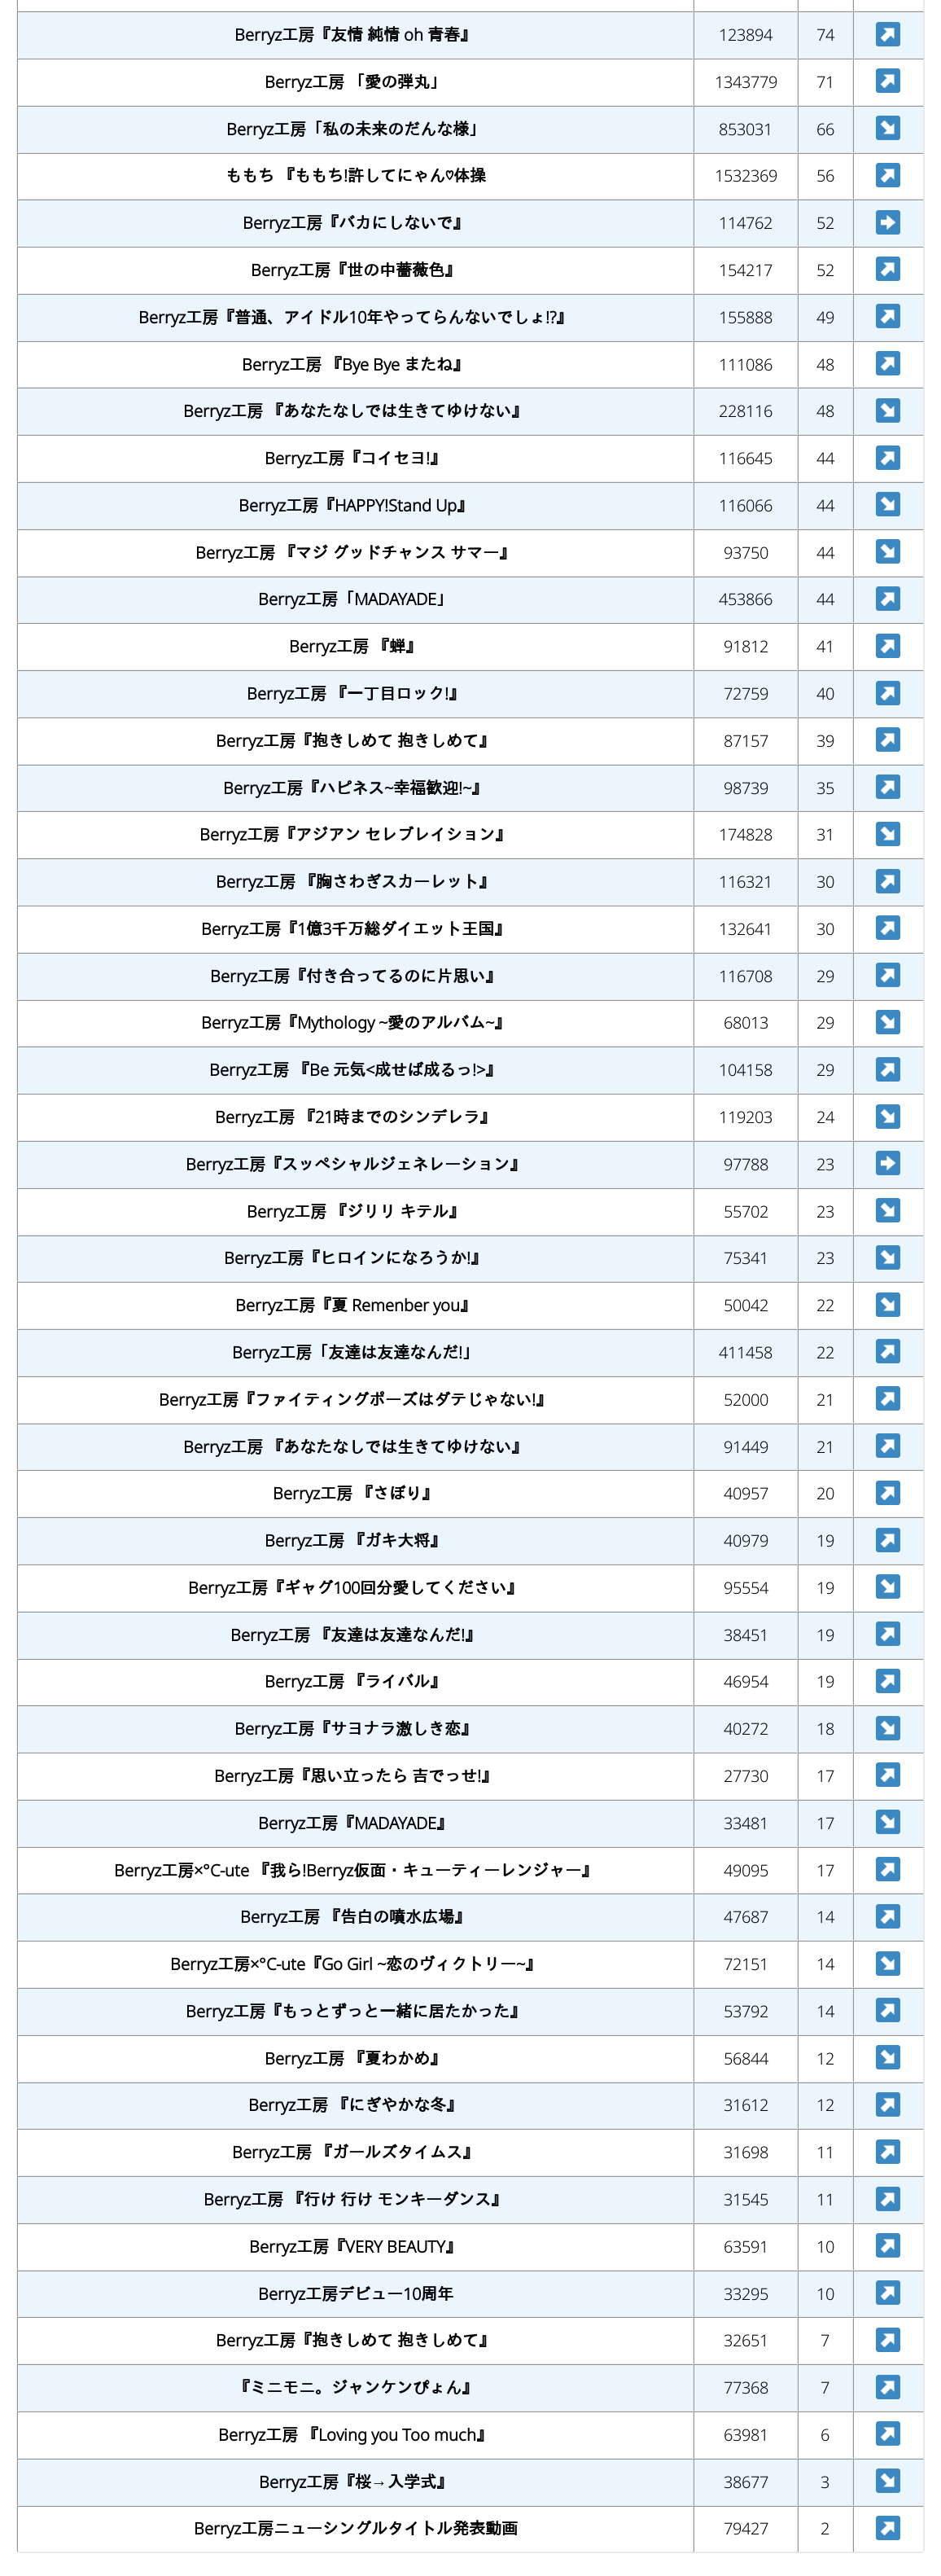 Berryz工房『友情 純情 oh 青春』 123894 74 ↗
Berryz工房 「愛の弾丸」 1343779 71 ↗
Berryz工房「私の未来のだんな様」 853031 66 ↘
ももち 『ももち!許してにゃん♡体操 1532369 56 ↗
Berryz工房『バカにしないで』 114762 52 ➡
Berryz工房『世の中薔薇色』 154217 52 ↗
Berryz工房『普通、アイドル10年やってらんないでしょ!?』 155888 49 ↗
Berryz工房 『Bye Bye またね』 111086 48 ↗
Berryz工房 『あなたなしでは生きてゆけない』 228116 48 ↘
Berryz工房『コイセヨ!』 116645 44 ↗
Berryz工房『HAPPY!Stand Up』 116066 44 ↘
Berryz工房 『マジ グッドチャンス サマー』 93750 44 ↘
Berryz工房「MADAYADE」 453866 44 ↗
Berryz工房 『蝉』 91812 41 ↗
Berryz工房 『一丁目ロック!』 72759 40 ↗
Berryz工房『抱きしめて 抱きしめて』 87157 39 ↗
Berryz工房『ハピネス~幸福歓迎!~』 98739 35 ↗
Berryz工房『アジアン セレブレイション』 174828 31 ↘
Berryz工房 『胸さわぎスカーレット』 116321 30 ↗
Berryz工房『1億3千万総ダイエット王国』 132641 30 ↗
Berryz工房『付き合ってるのに片思い』 116708 29 ↗
Berryz工房『Mythology ~愛のアルバム~』 68013 29 ↘
Berryz工房 『Be 元気<成せば成るっ!>』 104158 29 ↗
Berryz工房 『21時までのシンデレラ』 119203 24 ↘
Berryz工房『スッペシャルジェネレーション』 97788 23 ➡
Berryz工房 『ジリリ キテル』 55702 23 ↘
Berryz工房『ヒロインになろうか!』 75341 23 ↘
Berryz工房『夏 Remenber you』 50042 22 ↘
Berryz工房「友達は友達なんだ!」 411458 22 ↗
Berryz工房『ファイティングポーズはダテじゃない!』 52000 21 ↗
Berryz工房 『あなたなしでは生きてゆけない』 91449 21 ↗
Berryz工房 『さぼり』 40957 20 ↗
Berryz工房 『ガキ大将』 40979 19 ↗
Berryz工房『ギャグ100回分愛してください』 95554 19 ↘
Berryz工房 『友達は友達なんだ!』 38451 19 ↗
Berryz工房 『ライバル』 46954 19 ↗
Berryz工房『サヨナラ激しき恋』 40272 18 ↘
Berryz工房『思い立ったら 吉でっせ!』 27730 17 ↗
Berryz工房『MADAYADE』 33481 17 ↘
Berryz工房×°C-ute 『我ら!Berryz仮面・キューティーレンジャー』 49095 17 ↗
Berryz工房 『告白の噴水広場』 47687 14 ↗
Berryz工房×°C-ute『Go Girl ~恋のヴィクトリー~』 72151 14 ↘
Berryz工房『もっとずっと一緒に居たかった』 53792 14 ↗
Berryz工房 『夏わかめ』 56844 12 ↘
Berryz工房 『にぎやかな冬』 31612 12 ↗
Berryz工房 『ガールズタイムス』 31698 11 ↗
Berryz工房 『行け 行け モンキーダンス』 31545 11 ↗
Berryz工房『VERY BEAUTY』 63591 10 ↗
Berryz工房デビュー10周年 33295 10 ↗
Berryz工房『抱きしめて 抱きしめて』 32651 7 ↗
『ミニモニ。ジャンケンぴょん』 77368 7 ↗
Berryz工房 『Loving you Too much』 63981 6 ↗
Berryz工房『桜→入学式』 38677 3 ↘
Berryz工房ニューシングルタイトル発表動画 79427 2 ↗